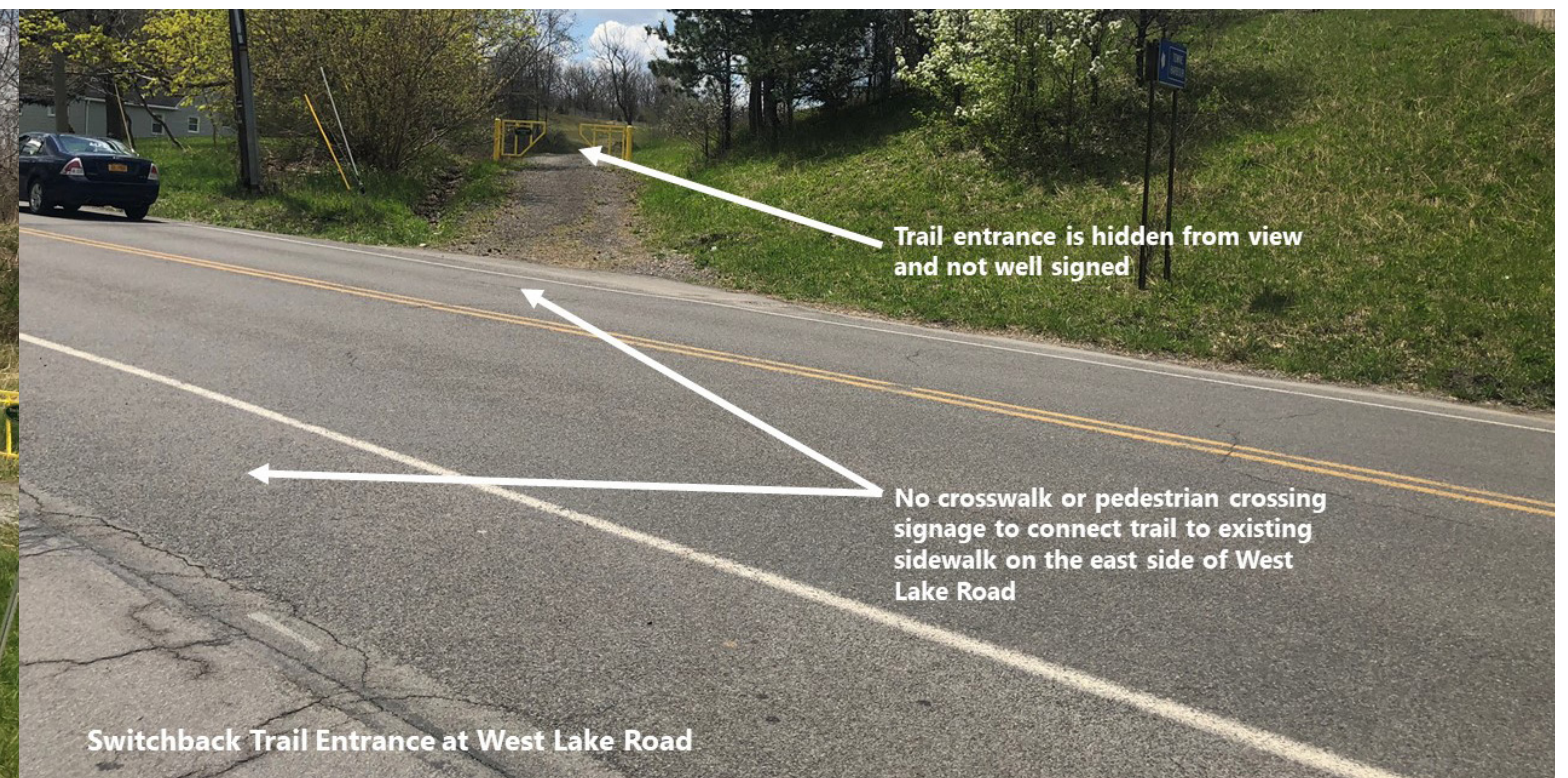 Trail entrance is hidden from view
and not well signed
No crosswalk or pedestrian crossing
signage to connect trail to existing
sidewalk on the east side of West
Lake Road
Switchback Trail Entrance at West Lake Road